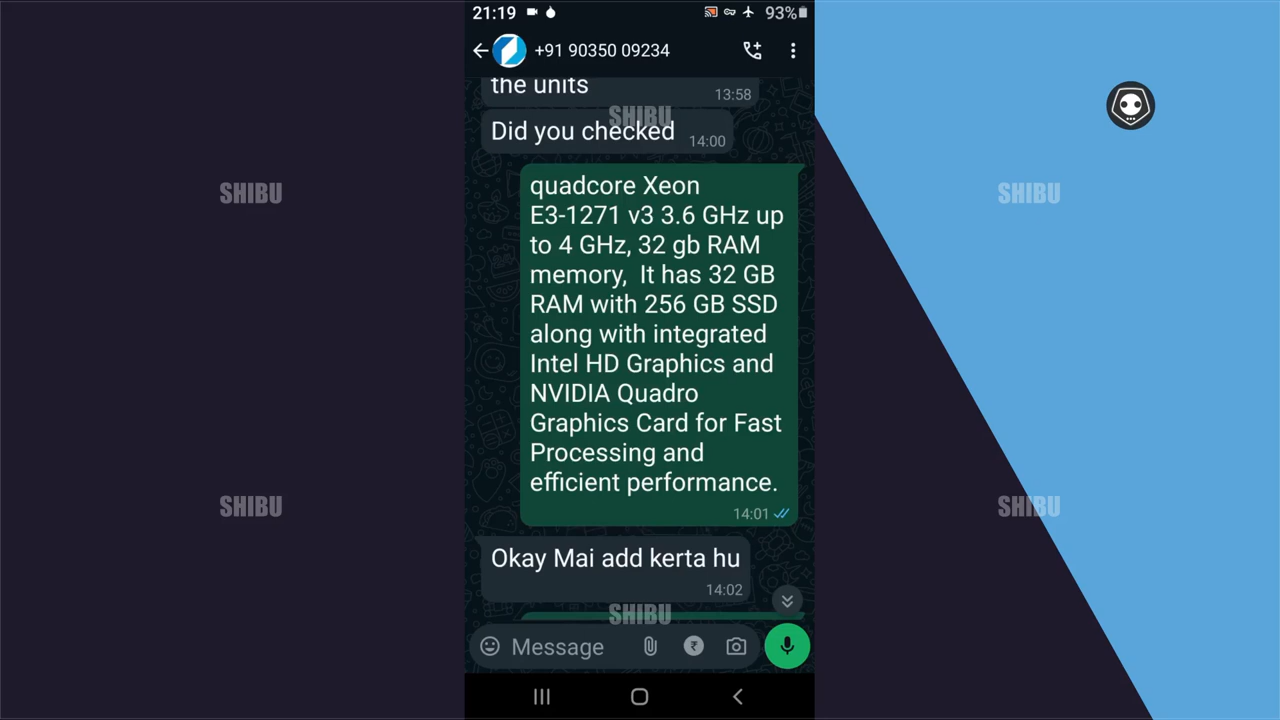 21:19
93%
+91 90350 09234
the units
13:58
SHIBU
Did you checked
14:00
SHIBU
SHIBU
quadcore Xeon
E3-1271 v3 3.6 GHz up
to 4 GHz, 32 gb RAM
memory,  It has 32 GB
RAM with 256 GB SSD
along with integrated
Intel HD Graphics and
NVIDIA Quadro
Graphics Card for Fast
Processing and
efficient performance.
14:01
SHIBU
SHIBU
Okay Mai add kerta hu
14:02
SHIBU
Message